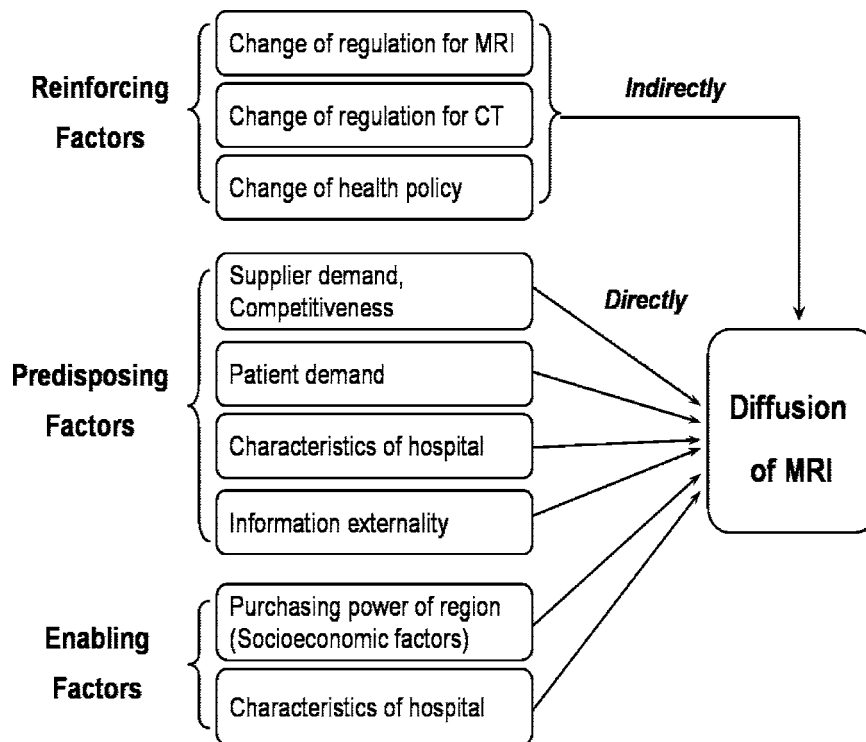 Reinforcing
Factors
Change of regulation for MRI
Change of regulation for CT
Change of health policy
Indirectly
Predisposing
Factors
Supplier demand,
Competitiveness
Patient demand
Characteristics of hospital
Information externality
Directly
Enabling
Factors
Purchasing power of region
(Socioeconomic factors)
Characteristics of hospital
Diffusion
of MRI